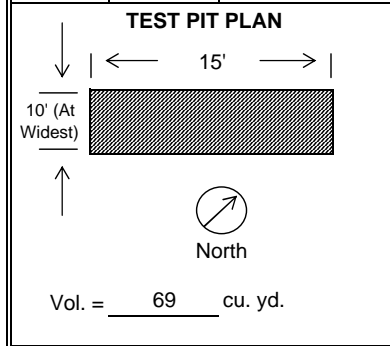 TEST PIT PLAN
15'
10' (At
Widest)
North
Vol. = 69 cu. yd.